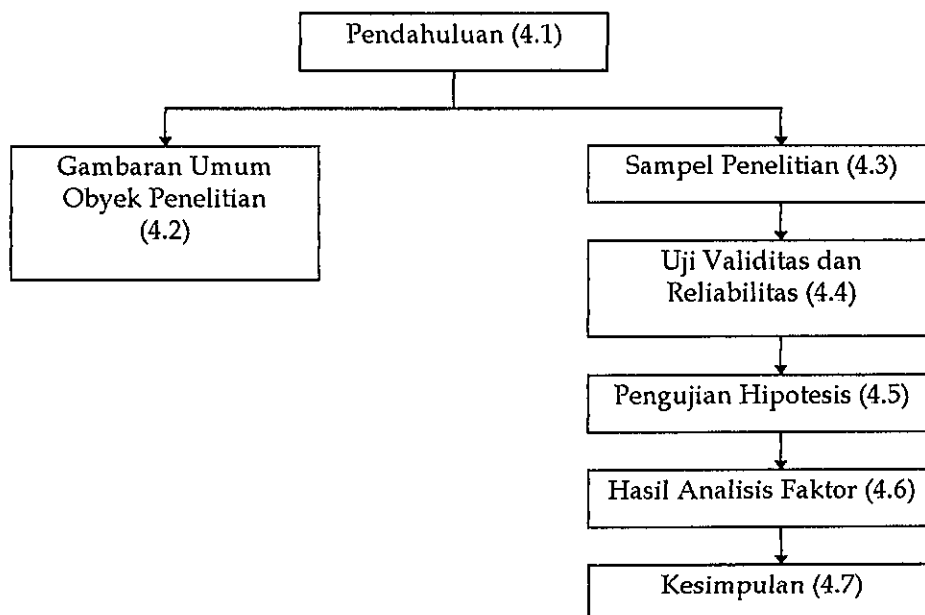 Pendahuluan (4.1)
Gambaran Umum
Obyek Penelitian
(4.2)
Sampel Penelitian (4.3)
Uji Validitas dan
Reliabilitas (4.4)
Pengujian Hipotesis (4.5)
Hasil Analisis Faktor (4.6)
Kesimpulan (4.7)